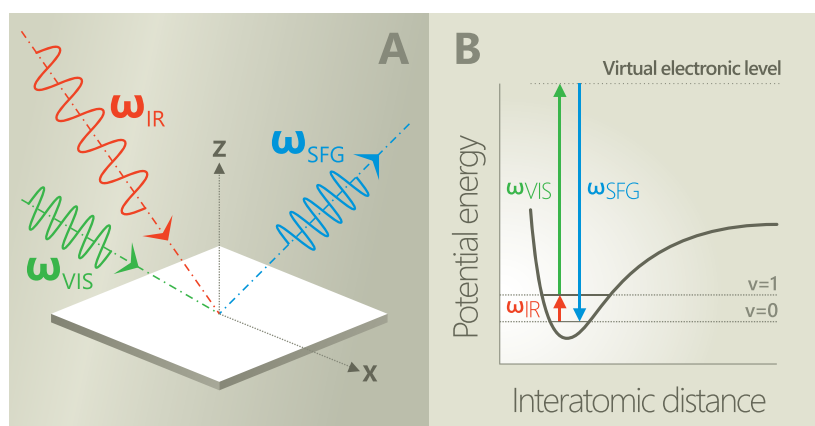 A
ωIR
ωSFG
z
ωVIS
x
B
Virtual electronic level
Potential energy
ωVIS
ωSFG
v=1
ωIR
v=0
Interatomic distance